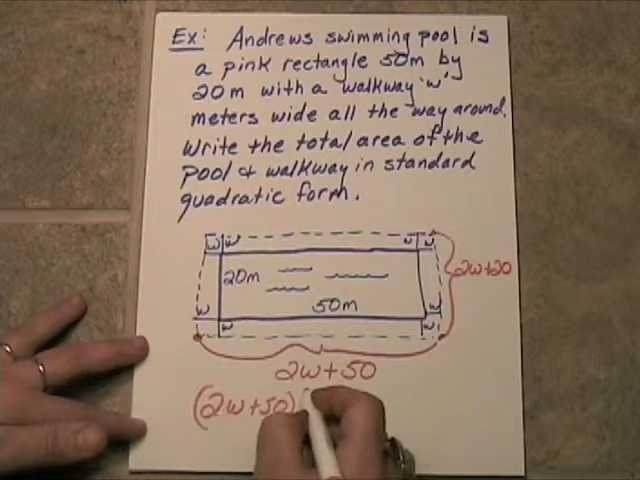 Ex: Andrews swimming pool is
a pink rectangle 50m by
20m with a walkway 'w'
meters wide all the way around.
Write the total area of the
pool & walkway in standard
quadratic form.
w w w w
20m
2w+20
50m
w w
w w
2w+50
(2w+50)